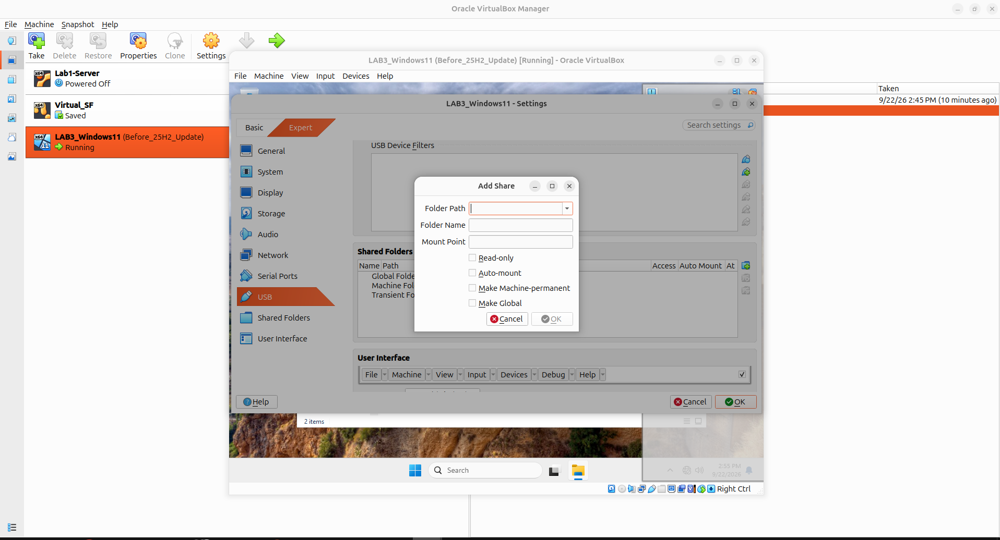 Oracle VirtualBox Manager
File Machine Snapshot Help
Take Delete Restore Properties Clone Settings
Lab1-Server
Powered Off
Virtual_SF
Saved
LAB3_Windows11 (Before_25H2_Update)
Running
Taken
9/22/26 2:45 PM (10 minutes ago)
LAB3_Windows11 (Before_25H2_Update) [Running] - Oracle VirtualBox
File Machine View Input Devices Help
LAB3_Windows11 - Settings
Basic Expert
Search settings
General
System
Display
Storage
Audio
Network
Serial Ports
USB
Shared Folders
User Interface
USB Device Filters
Shared Folders
Name Path Access Auto Mount At
Global Folde
Machine Fol
Transient Fo
User Interface
File Machine View Input Devices Debug Help
Help Cancel OK
Add Share
Folder Path
Folder Name
Mount Point
Read-only
Auto-mount
Make Machine-permanent
Make Global
Cancel OK
2 items
Search
2:55 PM
9/22/2026
Right Ctrl